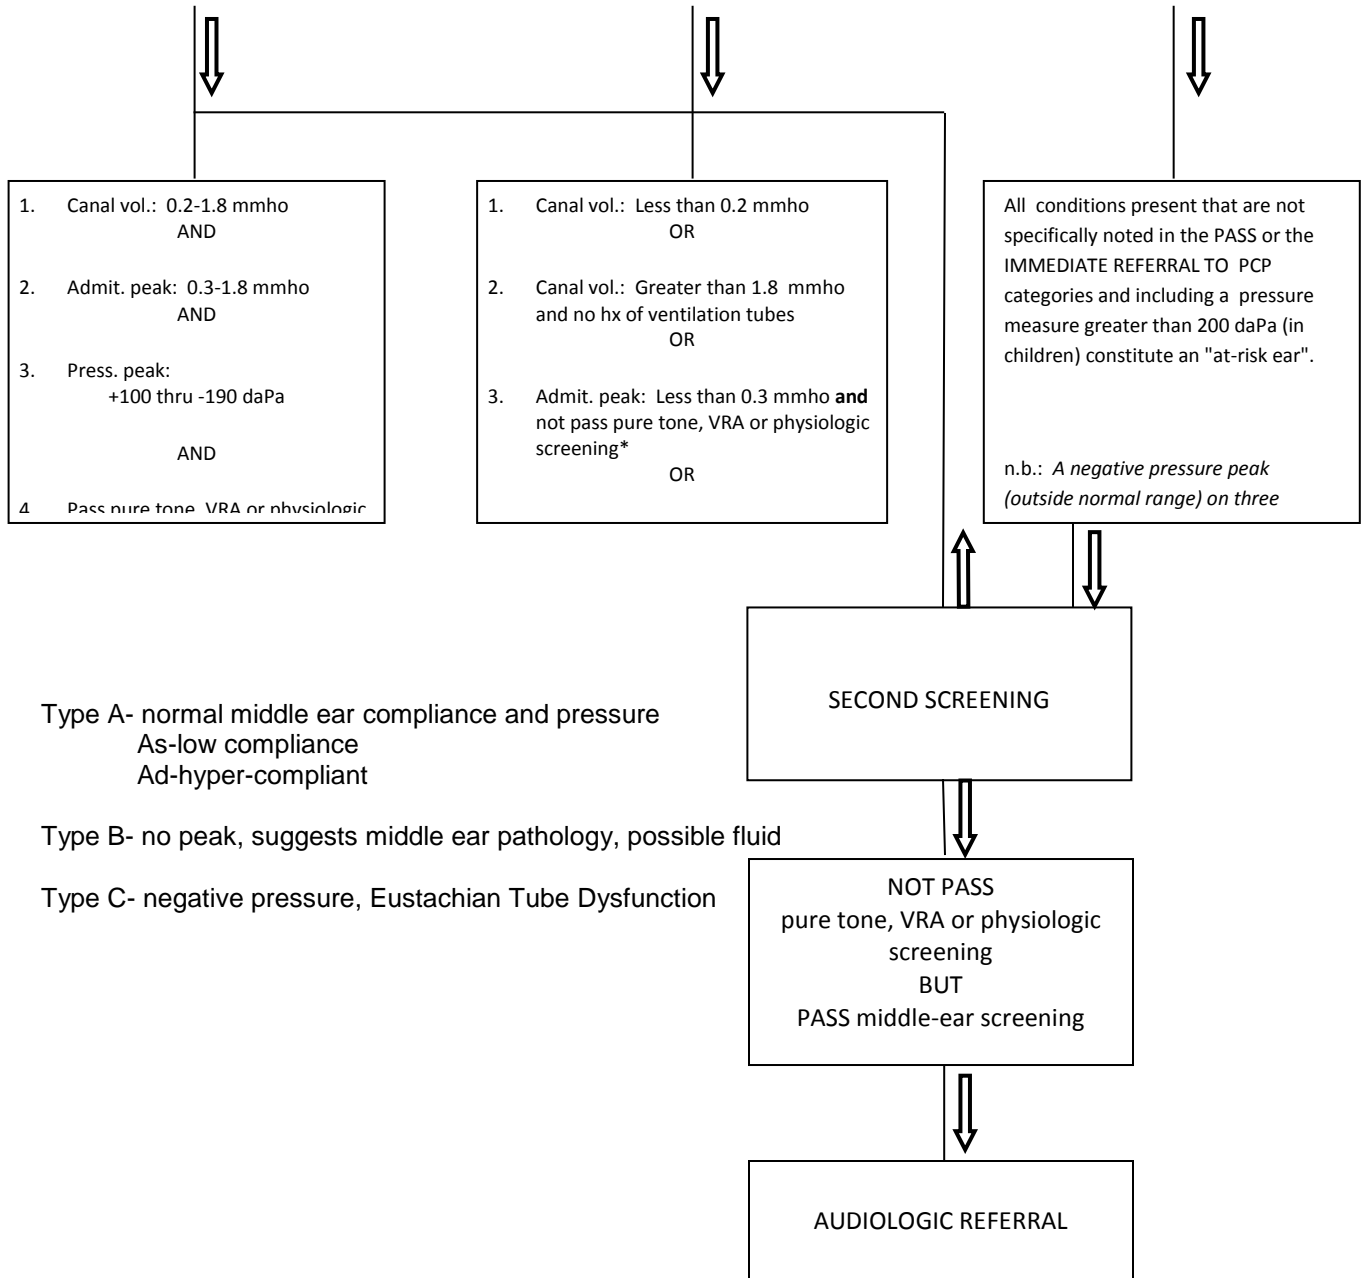 1. Canal vol.: 0.2-1.8 mmho
AND
2. Admit. peak: 0.3-1.8 mmho
AND
3. Press. peak:
+100 thru -190 daPa
AND
4. Pass pure tone, VRA or physiologic
1. Canal vol.: Less than 0.2 mmho
OR
2. Canal vol.: Greater than 1.8 mmho
and no hx of ventilation tubes
OR
3. Admit. peak: Less than 0.3 mmho and
not pass pure tone, VRA or physiologic
screening*
OR
All conditions present that are not
specifically noted in the PASS or the
IMMEDIATE REFERRAL TO PCP
categories and including a pressure
measure greater than 200 daPa (in
children) constitute an "at-risk ear".
n.b.: A negative pressure peak
(outside normal range) on three
SECOND SCREENING
Type A- normal middle ear compliance and pressure
As-low compliance
Ad-hyper-compliant
Type B- no peak, suggests middle ear pathology, possible fluid
Type C- negative pressure, Eustachian Tube Dysfunction
NOT PASS
pure tone, VRA or physiologic
screening
BUT
PASS middle-ear screening
AUDIOLOGIC REFERRAL